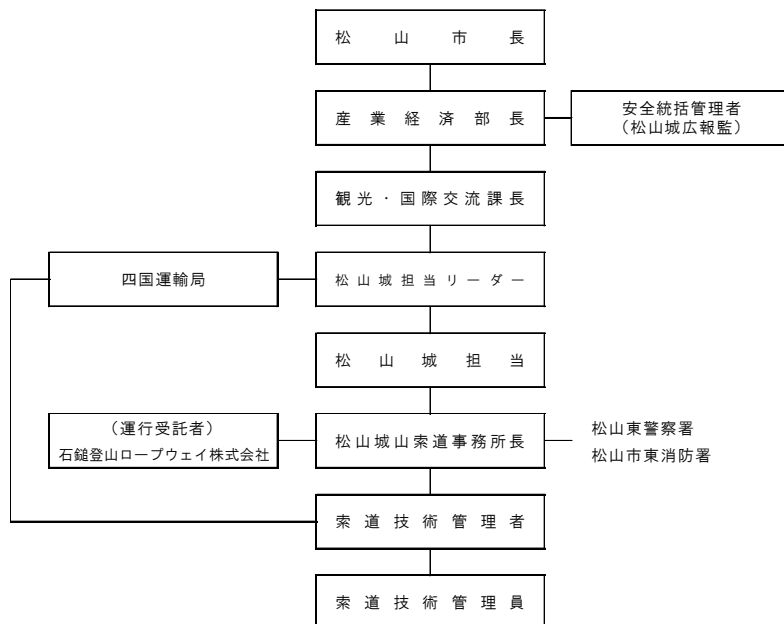 松山市長
産業経済部長
安全統括管理者
(松山城広報監)
観光・国際交流課長
四国運輸局
松山城担当リーダー
松山城担当
(運行受託者)
石鎚登山ロープウェイ株式会社
松山城山索道事務所長
松山東警察署
松山市東消防署
索道技術管理者
索道技術管理員